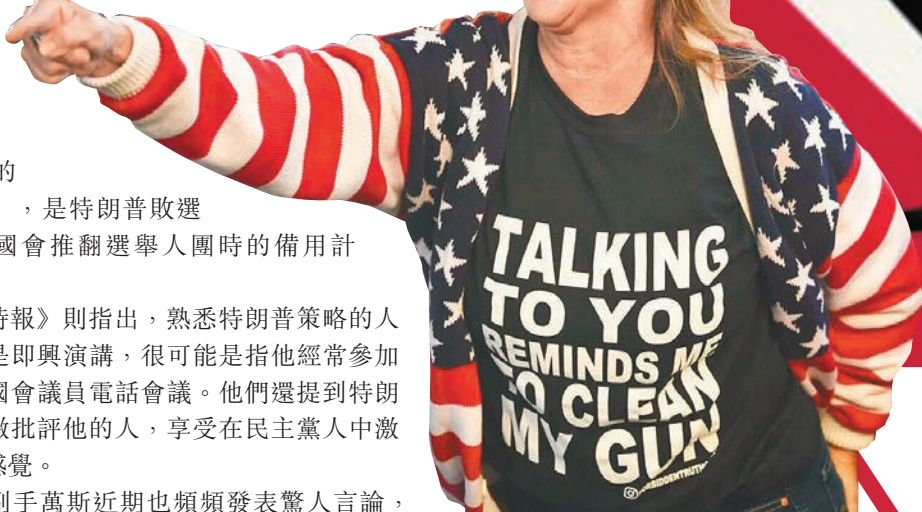 的
，是特朗普敗選
國會推翻選舉人團時的備用計
時報》則指出，熟悉特朗普策略的人
是即興演講，很可能是指他經常參加
國會議員電話會議。他們還提到特朗
激批評他的人，享受在民主黨人中激
感覺。
副手萬斯近期也頻頻發表驚人言論，
TALKING
TO YOU
REMINDS ME
TO CLEAN
MY GUN